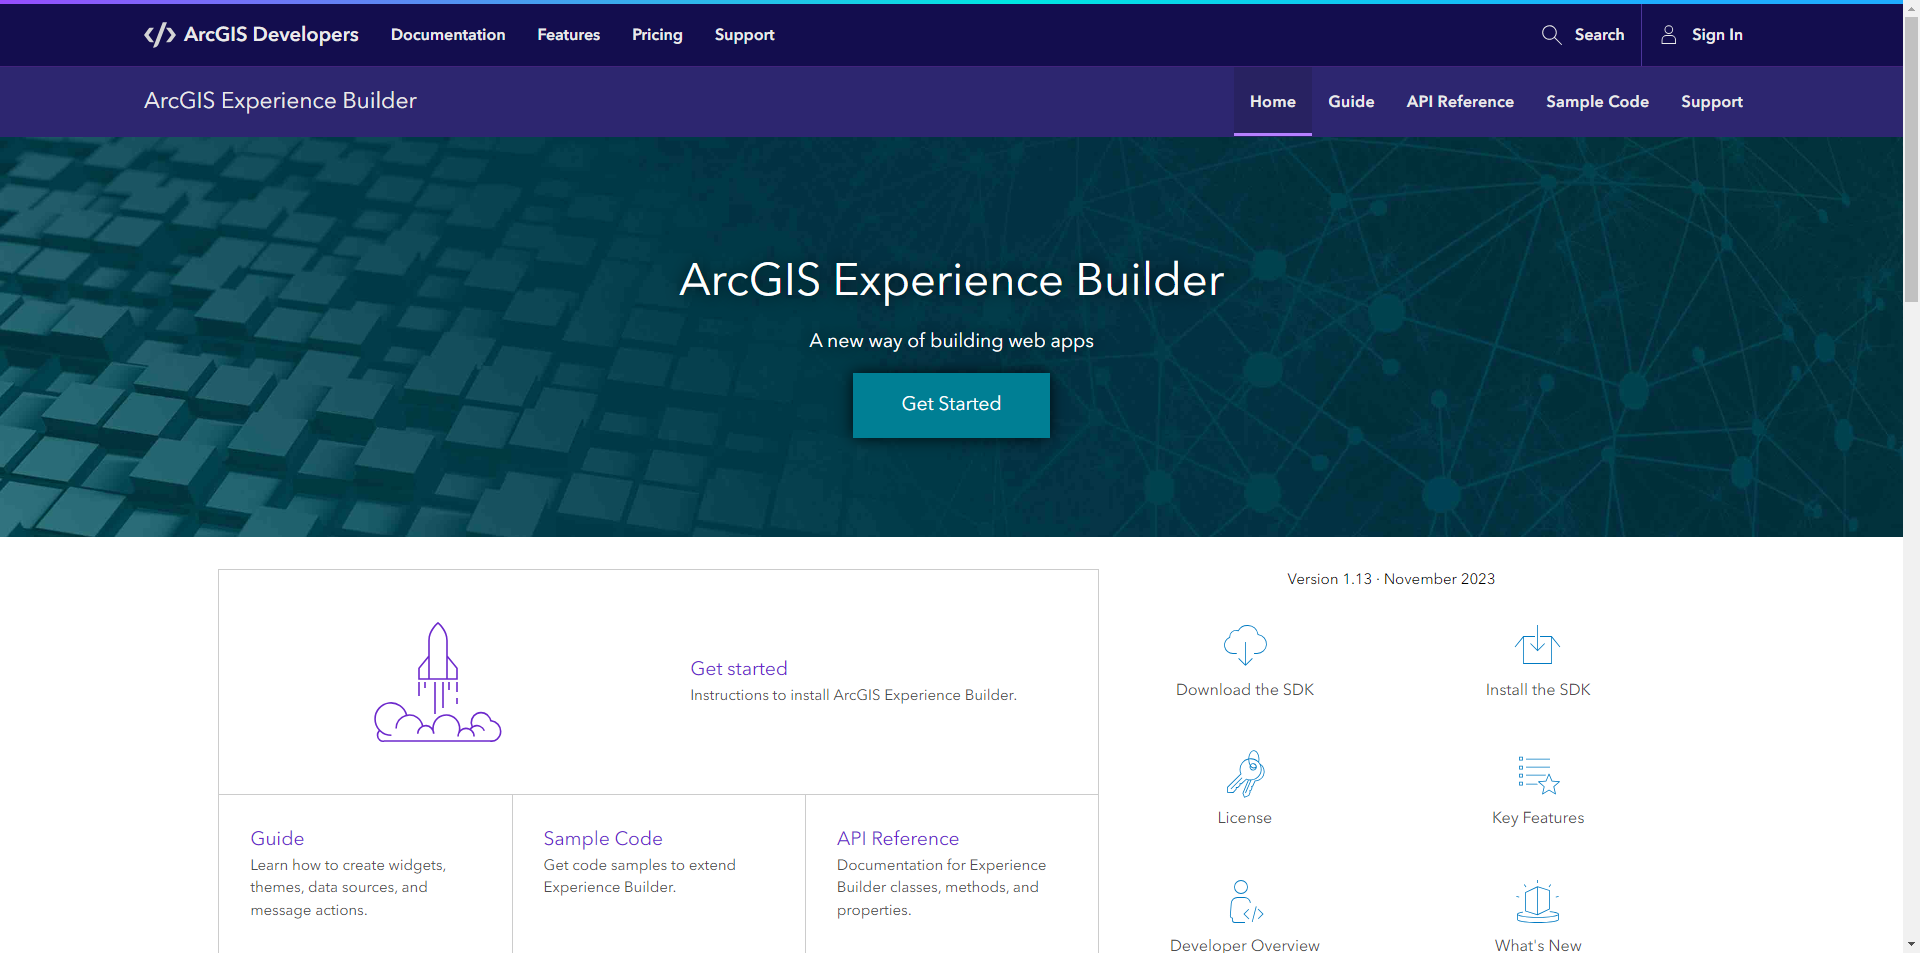 </> ArcGIS Developers Documentation Features Pricing Support Search Sign In
ArcGIS Experience Builder Home Guide API Reference Sample Code Support
ArcGIS Experience Builder
A new way of building web apps
Get Started
Version 1.13 · November 2023
Get started
Instructions to install ArcGIS Experience Builder.
Download the SDK
Install the SDK
License
Key Features
Guide
Learn how to create widgets,
themes, data sources, and
message actions.
Sample Code
Get code samples to extend
Experience Builder.
API Reference
Documentation for Experience
Builder classes, methods, and
properties.
Developer Overview
What's New